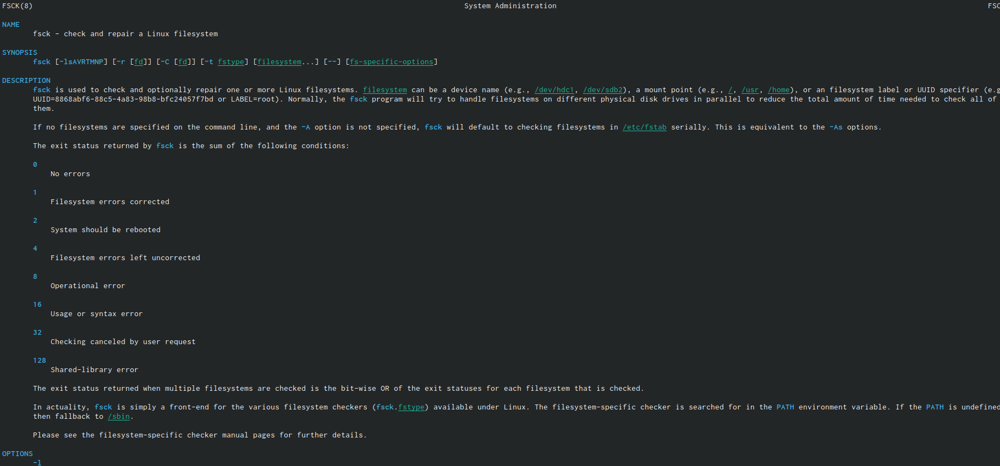 FSCK(8) System Administration FSC
NAME
fsck - check and repair a Linux filesystem
SYNOPSIS
fsck [-lsAVRTMNP] [-r [fd]] [-C [fd]] [-t fstype] [filesystem...] [--] [fs-specific-options]
DESCRIPTION
fsck is used to check and optionally repair one or more Linux filesystems. filesystem can be a device name (e.g., /dev/hdc1, /dev/sdb2), a mount point (e.g., /, /usr, /home), or an filesystem label or UUID specifier (e.g
UUID=8868abf6-88c5-4a83-98b8-bfc24057f7bd or LABEL=root). Normally, the fsck program will try to handle filesystems on different physical disk drives in parallel to reduce the total amount of time needed to check all of
them.
If no filesystems are specified on the command line, and the -A option is not specified, fsck will default to checking filesystems in /etc/fstab serially. This is equivalent to the -As options.
The exit status returned by fsck is the sum of the following conditions:
0
No errors
1
Filesystem errors corrected
2
System should be rebooted
4
Filesystem errors left uncorrected
8
Operational error
16
Usage or syntax error
32
Checking canceled by user request
128
Shared-library error
The exit status returned when multiple filesystems are checked is the bit-wise OR of the exit statuses for each filesystem that is checked.
In actuality, fsck is simply a front-end for the various filesystem checkers (fsck.fstype) available under Linux. The filesystem-specific checker is searched for in the PATH environment variable. If the PATH is undefined
then fallback to /sbin.
Please see the filesystem-specific checker manual pages for further details.
OPTIONS
-l